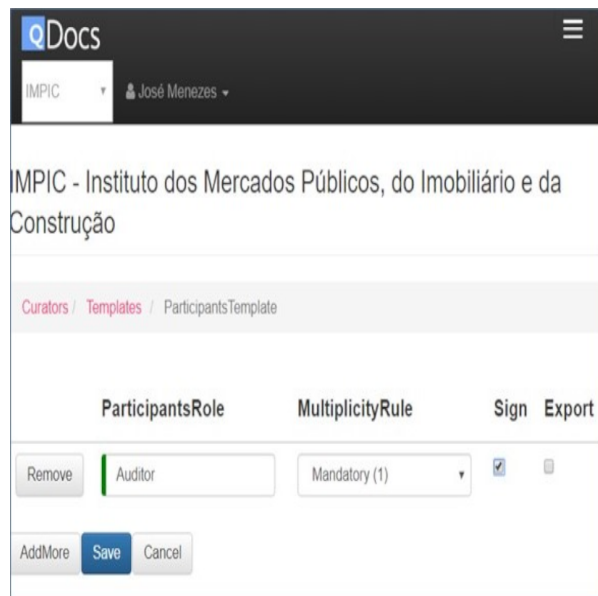 QDocs
IMPIC José Menezes
IMPIC - Instituto dos Mercados Públicos, do Imobiliário e da
Construção
Curators / Templates / ParticipantsTemplate
ParticipantsRole MultiplicityRule Sign Export
Remove Auditor Mandatory (1)
AddMore Save Cancel